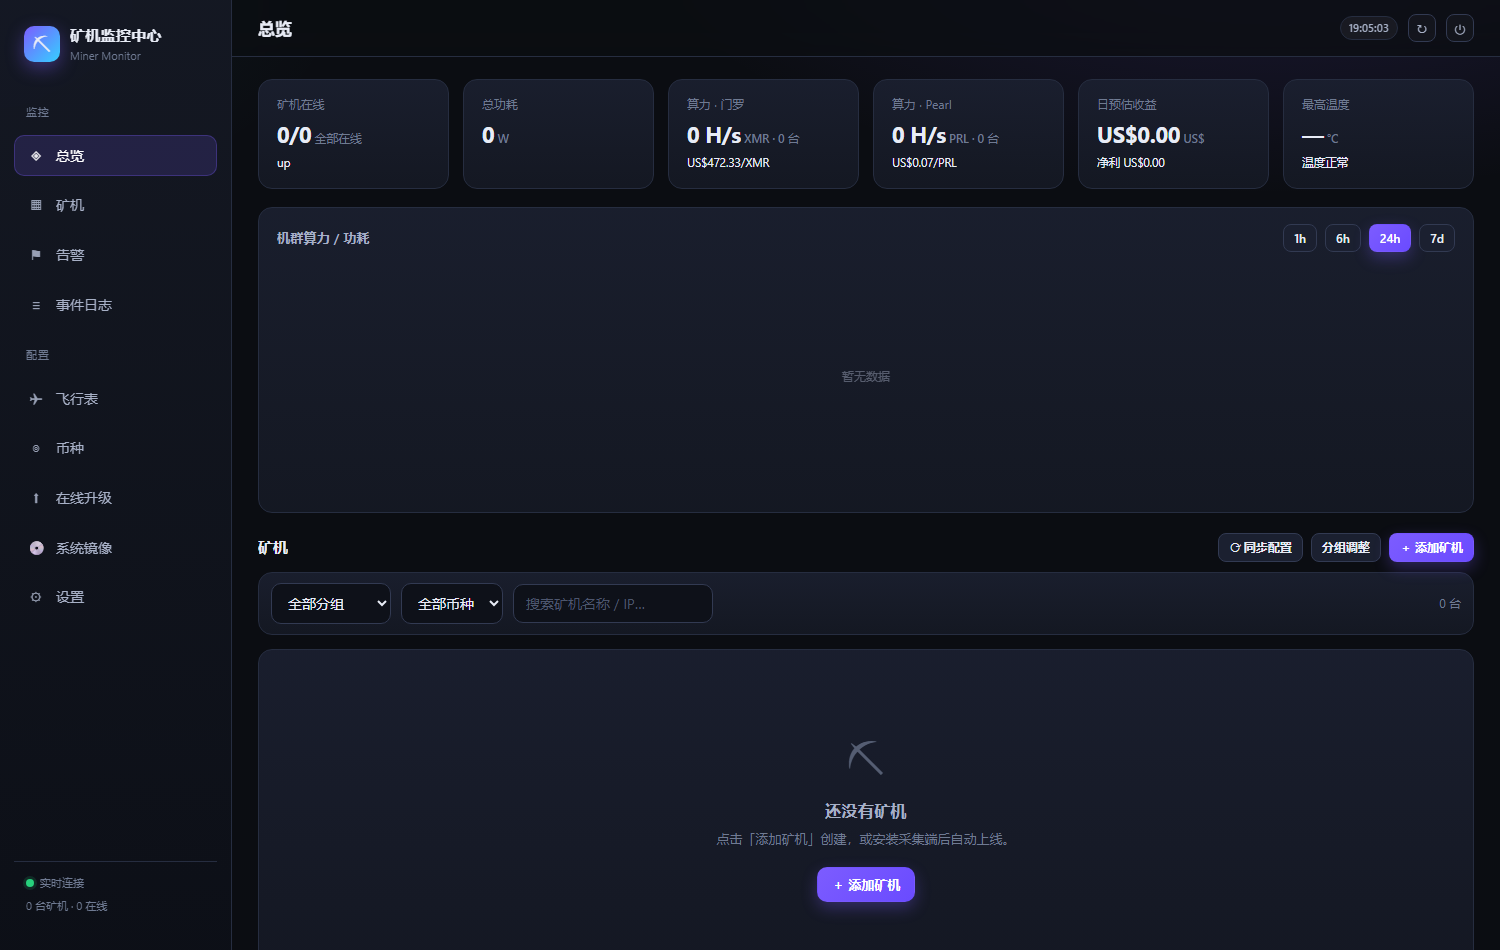 矿机监控中心
Miner Monitor
监控
总览
矿机
告警
事件日志
配置
飞行表
币种
在线升级
系统镜像
设置
实时连接
0 台矿机 · 0 在线
总览
19:05:03
矿机在线
0/0 全部在线
up
总功耗
0 W
算力 · 门罗
0 H/s XMR · 0 台
US$472.33/XMR
算力 · Pearl
0 H/s PRL · 0 台
US$0.07/PRL
日预估收益
US$0.00 US$
净利 US$0.00
最高温度
— °C
温度正常
机群算力 / 功耗
1h
6h
24h
7d
暂无数据
矿机
⟳ 同步配置
分组调整
+ 添加矿机
全部分组
全部币种
搜索矿机名称 / IP...
0 台
还没有矿机
点击「添加矿机」创建，或安装采集端后自动上线。
+ 添加矿机